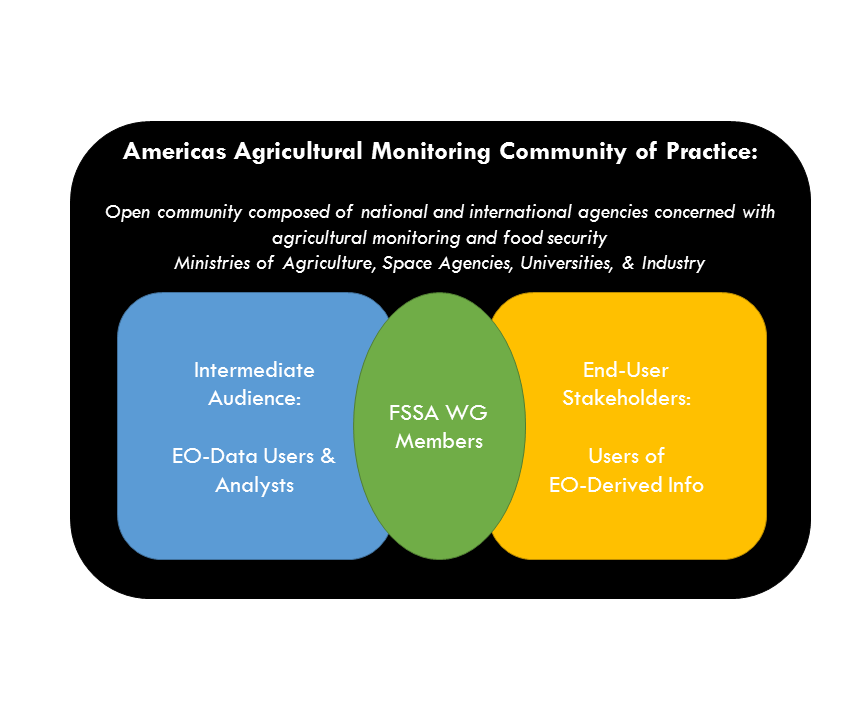 Americas Agricultural Monitoring Community of Practice:
Open community composed of national and international agencies concerned with
agricultural monitoring and food security
Ministries of Agriculture, Space Agencies, Universities, & Industry
Intermediate
Audience:
EO-Data Users &
Analysts
FSSA WG
Members
End-User
Stakeholders:
Users of
EO-Derived Info